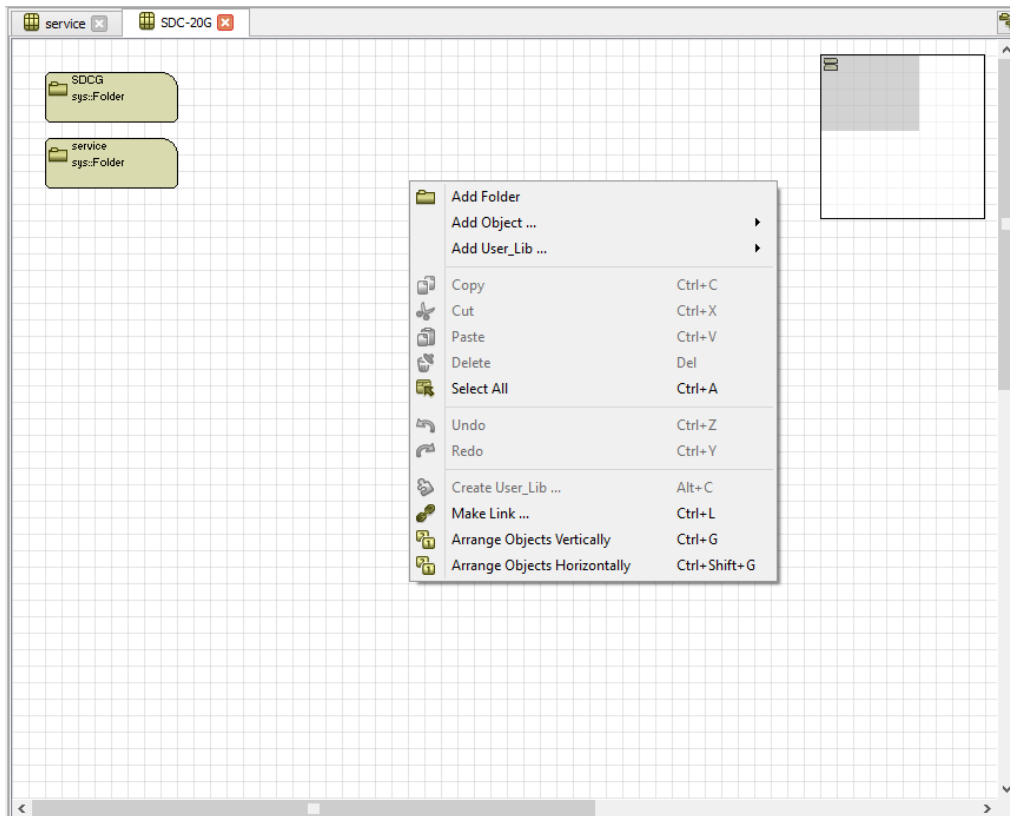 service
SDC-20G
SDCG
sys::Folder
service
sys::Folder
Add Folder
Add Object ...
Add User_Lib ...
Copy Ctrl+C
Cut Ctrl+X
Paste Ctrl+V
Delete Del
Select All Ctrl+A
Undo Ctrl+Z
Redo Ctrl+Y
Create User_Lib ... Alt+C
Make Link ... Ctrl+L
Arrange Objects Vertically Ctrl+G
Arrange Objects Horizontally Ctrl+Shift+G